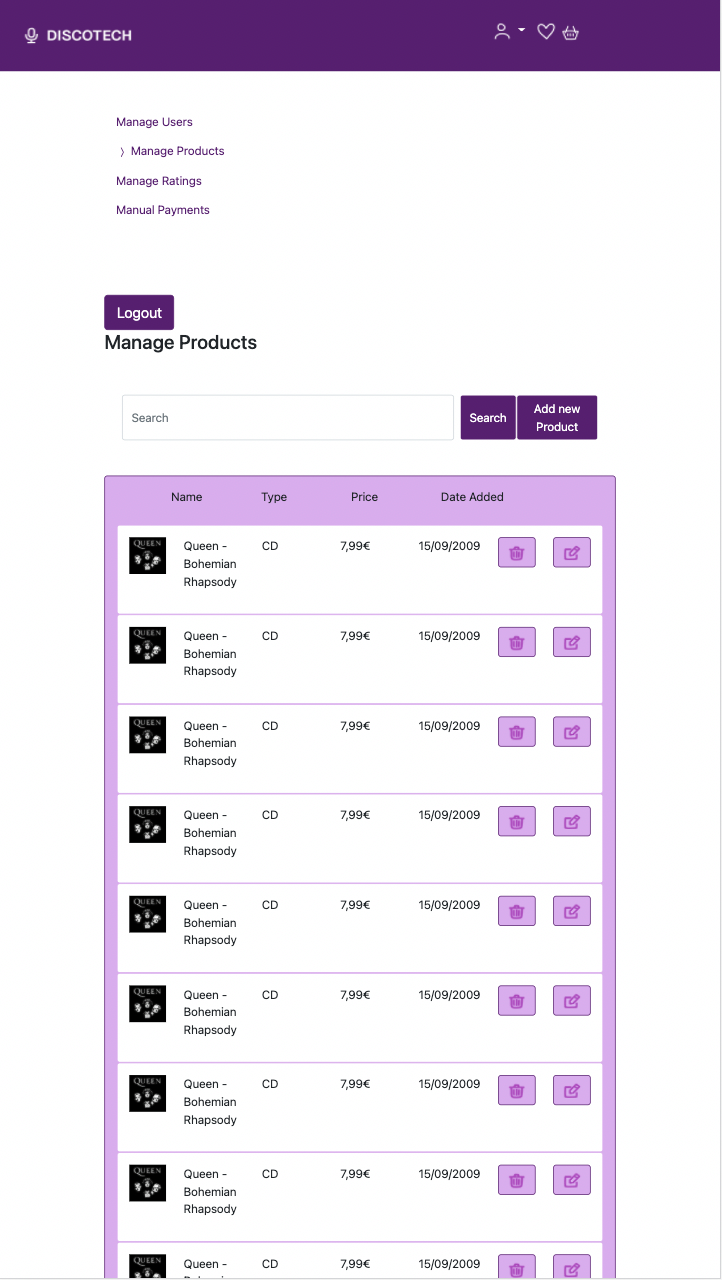 DISCOTECH
Manage Users
〉 Manage Products
Manage Ratings
Manual Payments
Logout
Manage Products
Search
Search
Add new
Product
Name Type Price Date Added
QUEEN
Queen - CD 7,99€ 15/09/2009
Bohemian
Rhapsody
QUEEN
Queen - CD 7,99€ 15/09/2009
Bohemian
Rhapsody
QUEEN
Queen - CD 7,99€ 15/09/2009
Bohemian
Rhapsody
QUEEN
Queen - CD 7,99€ 15/09/2009
Bohemian
Rhapsody
QUEEN
Queen - CD 7,99€ 15/09/2009
Bohemian
Rhapsody
QUEEN
Queen - CD 7,99€ 15/09/2009
Bohemian
Rhapsody
QUEEN
Queen - CD 7,99€ 15/09/2009
Bohemian
Rhapsody
QUEEN
Queen - CD 7,99€ 15/09/2009
Bohemian
Rhapsody
QUEEN
Queen - CD 7,99€ 15/09/2009